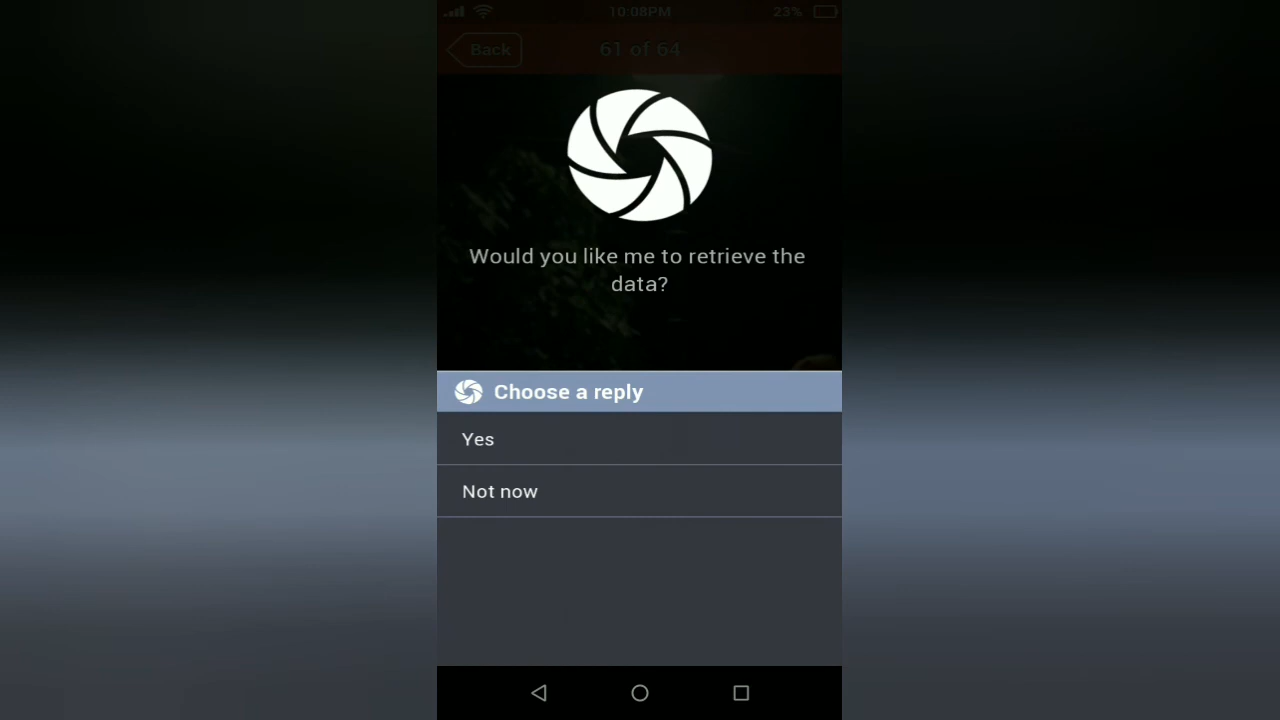 10:08PM
23%
Back
61 of 64
Would you like me to retrieve the
data?
Choose a reply
Yes
Not now